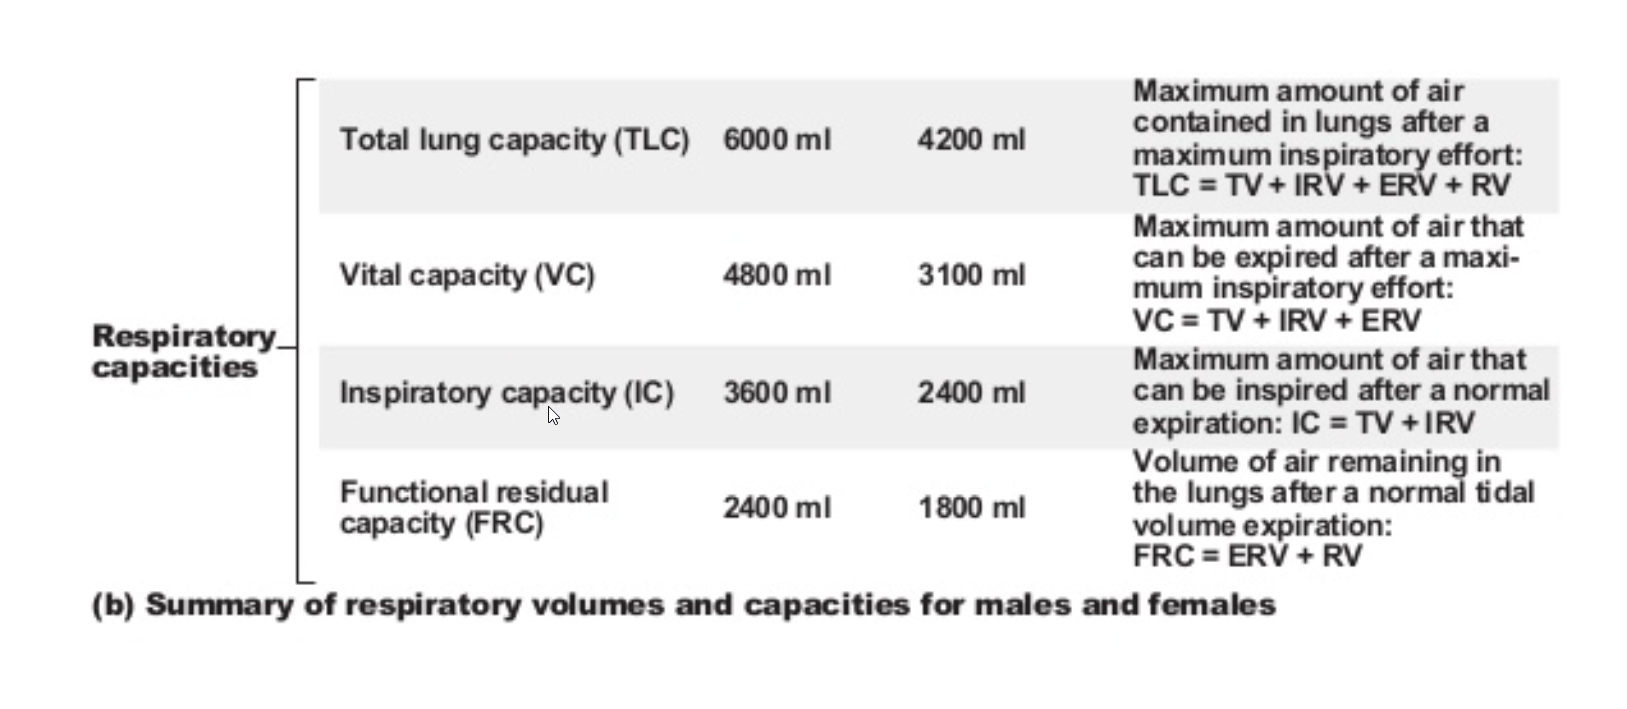 Respiratory
capacities
Total lung capacity (TLC) 6000 ml 4200 ml
Maximum amount of air
contained in lungs after a
maximum inspiratory effort:
TLC = TV + IRV + ERV + RV
Vital capacity (VC) 4800 ml 3100 ml
Maximum amount of air that
can be expired after a maxi-
mum inspiratory effort:
VC = TV + IRV + ERV
Inspiratory capacity (IC) 3600 ml 2400 ml
Maximum amount of air that
can be inspired after a normal
expiration: IC = TV + IRV
Functional residual
capacity (FRC)
2400 ml 1800 ml
Volume of air remaining in
the lungs after a normal tidal
volume expiration:
FRC = ERV + RV
(b) Summary of respiratory volumes and capacities for males and females